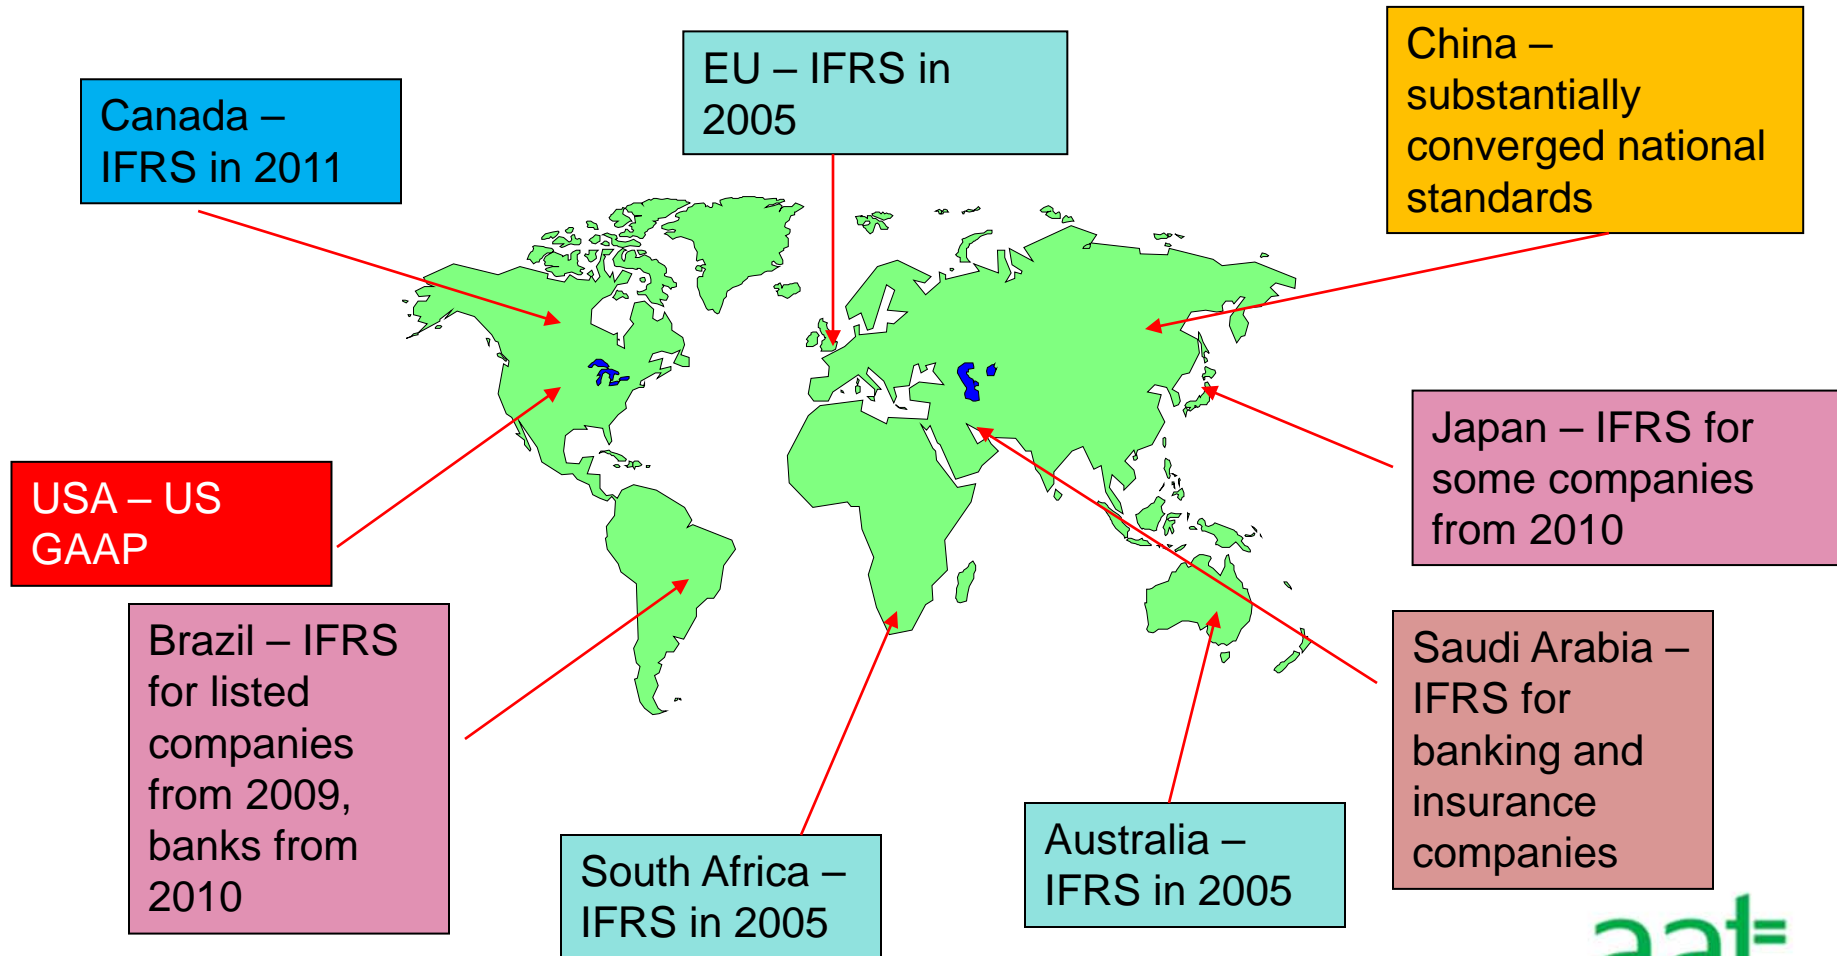 Canada –
IFRS in 2011
EU – IFRS in
2005
China –
substantially
converged national
standards
USA – US
GAAP
Japan – IFRS for
some companies
from 2010
Brazil – IFRS
for listed
companies
from 2009,
banks from
2010
South Africa –
IFRS in 2005
Australia –
IFRS in 2005
Saudi Arabia –
IFRS for
banking and
insurance
companies
aat